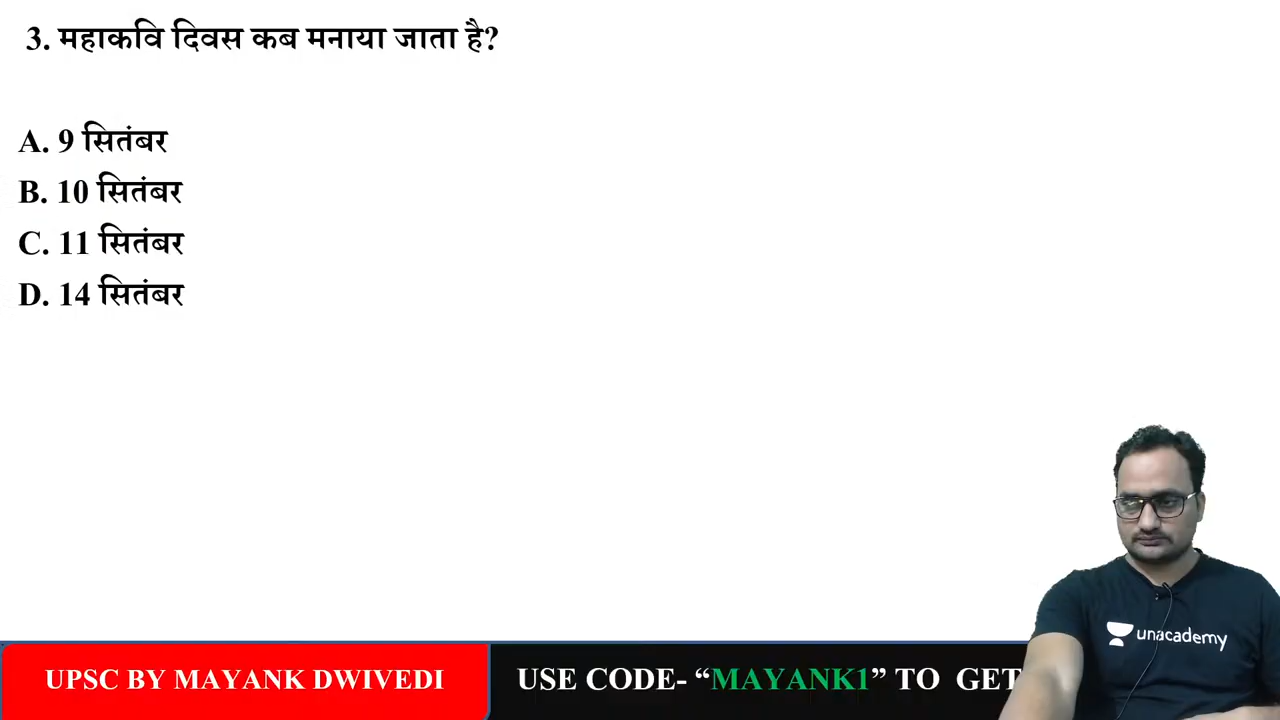 3. महाकवि दिवस कब मनाया जाता है?
A. 9 सितंबर
B. 10 सितंबर
C. 11 सितंबर
D. 14 सितंबर
unacademy
UPSC BY MAYANK DWIVEDI
USE CODE- “MAYANK1” TO GET